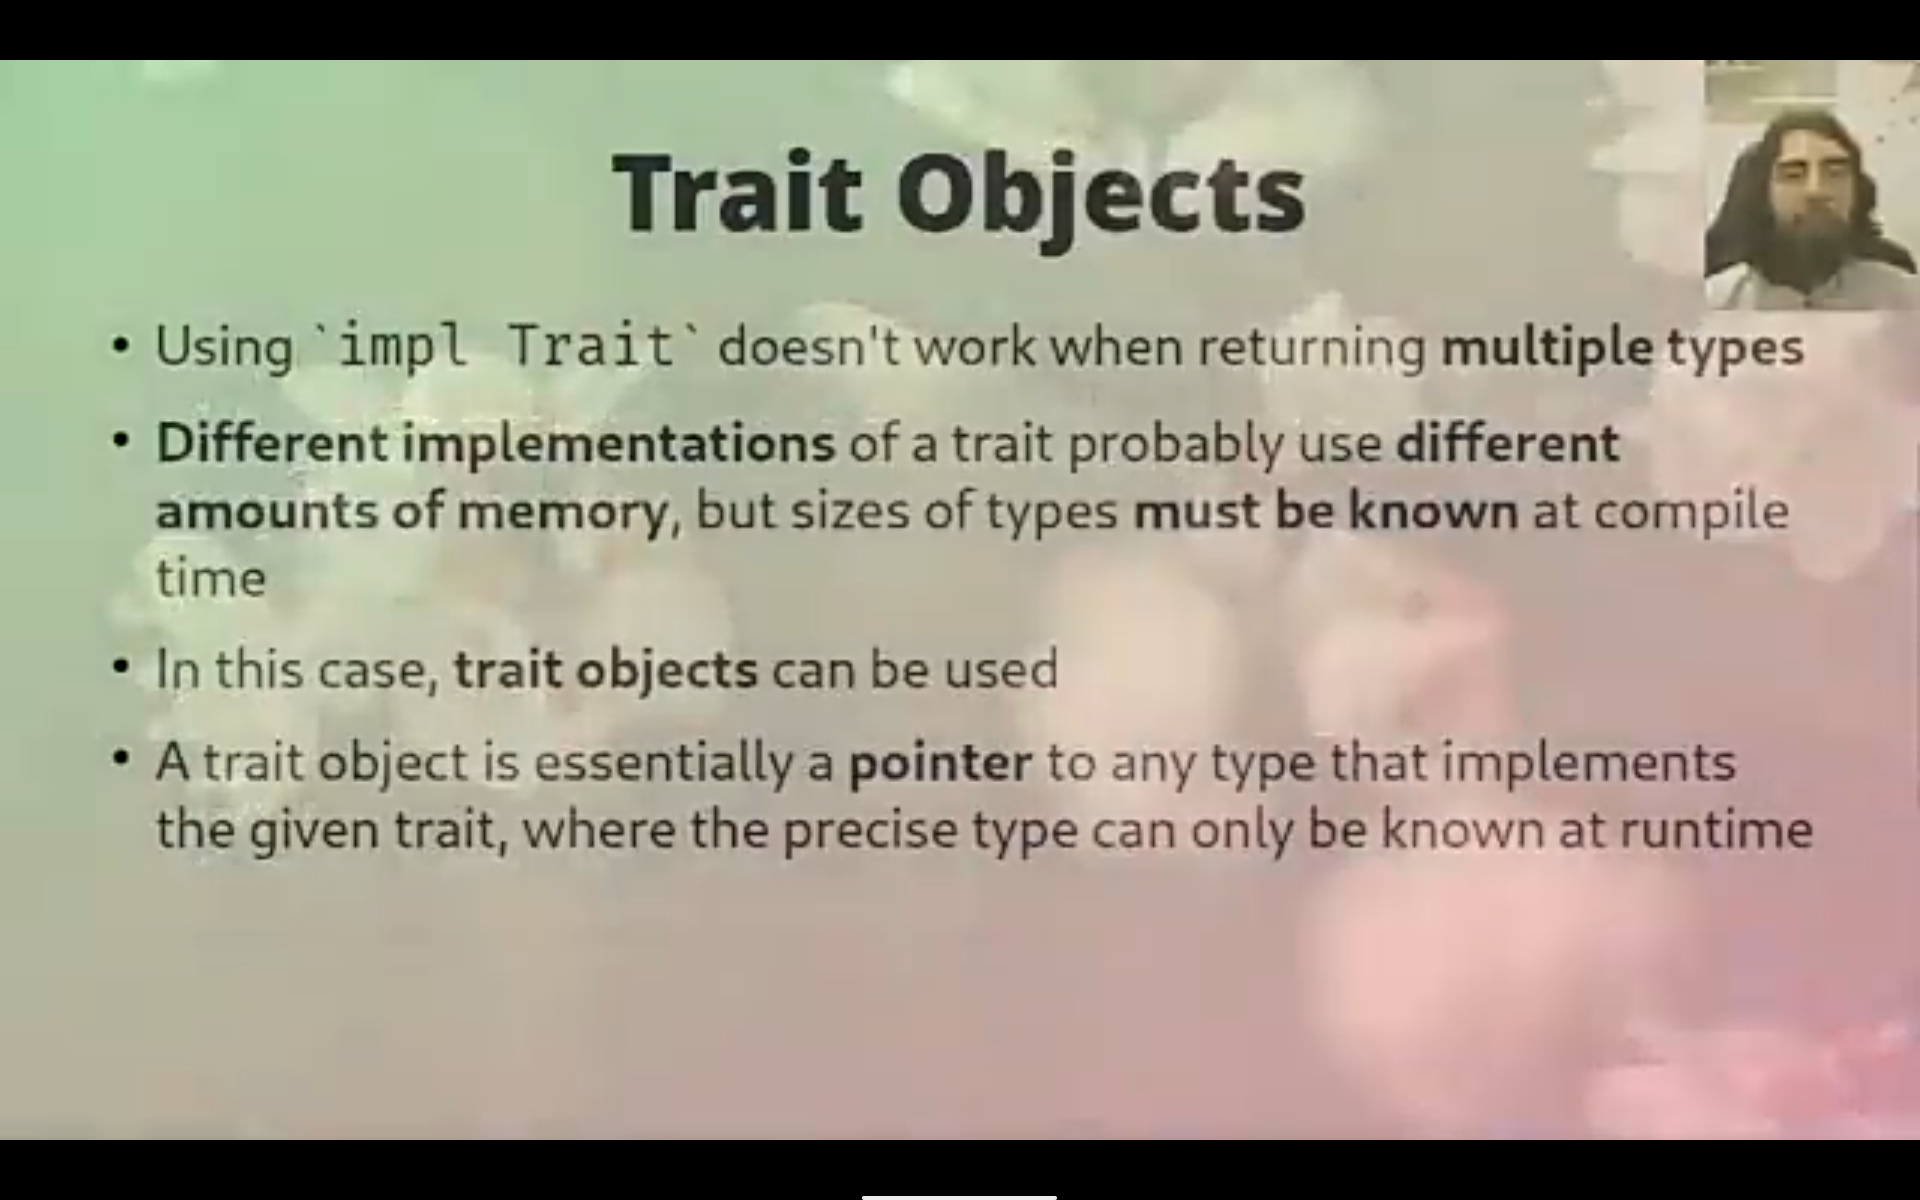 Trait Objects
• Using `impl Trait` doesn't work when returning multiple types
• Different implementations of a trait probably use different
amounts of memory, but sizes of types must be known at compile
time
• In this case, trait objects can be used
• A trait object is essentially a pointer to any type that implements
the given trait, where the precise type can only be known at runtime